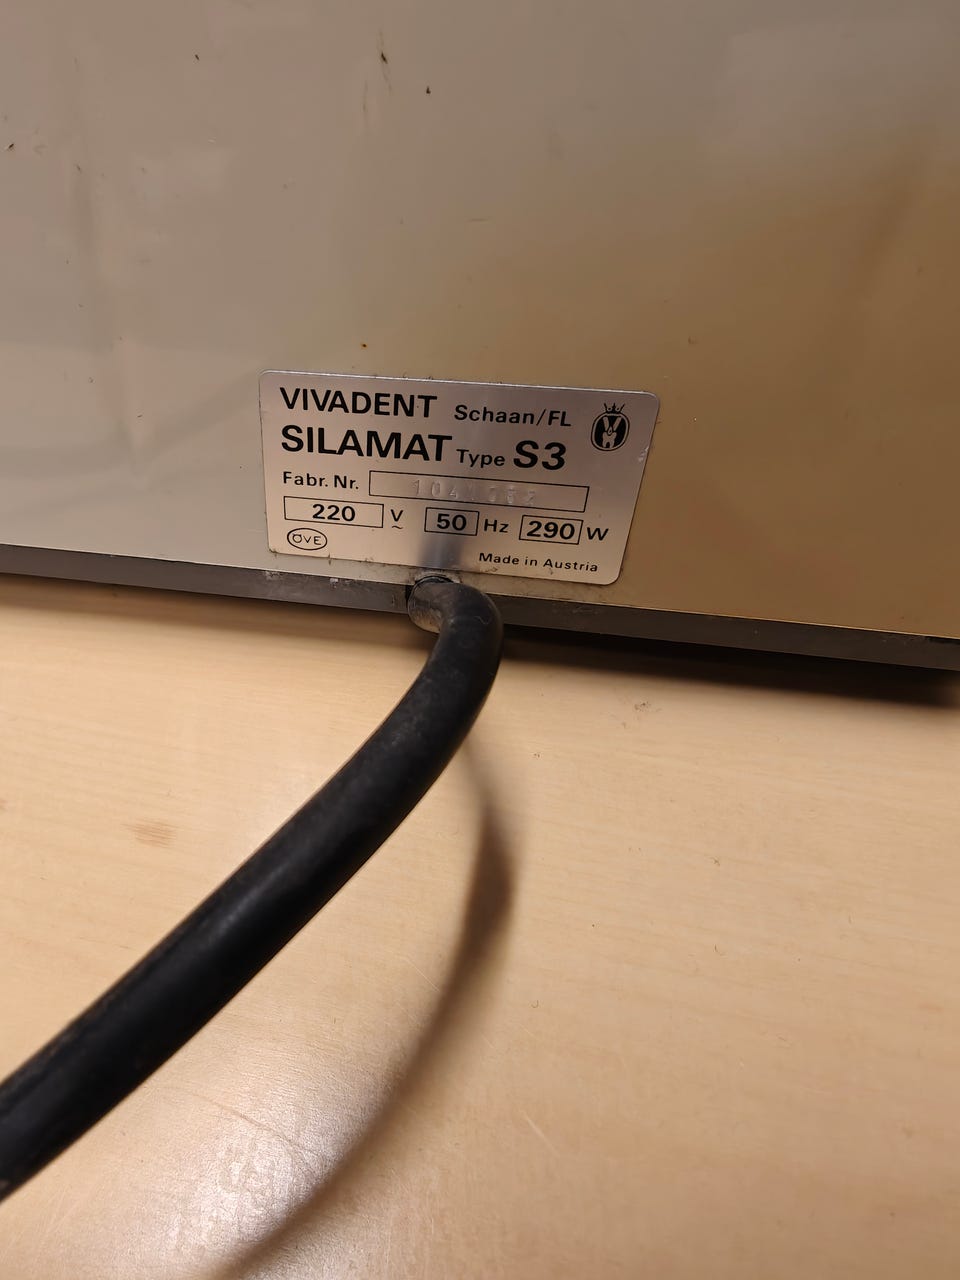 VIVADENT Schaan/FL
SILAMAT Type S3
Fabr. Nr.
220 V~ 50 Hz 290 W
ÖVE
Made in Austria